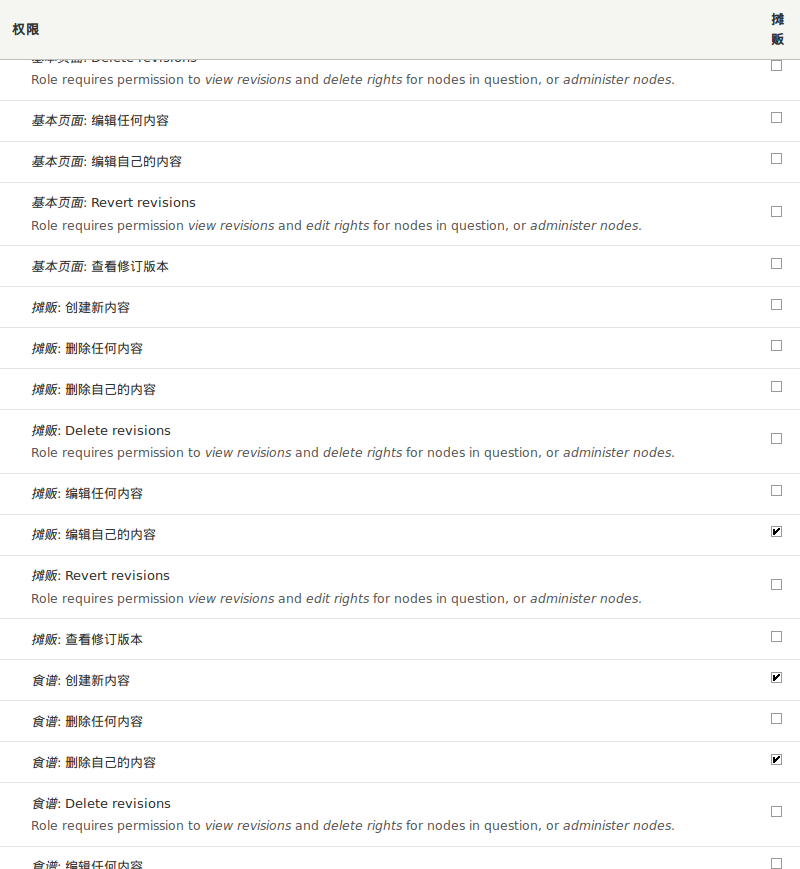 权限
摊
贩
基本页面: Delete revisions
Role requires permission to view revisions and delete rights for nodes in question, or administer nodes.
基本页面: 编辑任何内容
基本页面: 编辑自己的内容
基本页面: Revert revisions
Role requires permission view revisions and edit rights for nodes in question, or administer nodes.
基本页面: 查看修订版本
摊贩: 创建新内容
摊贩: 删除任何内容
摊贩: 删除自己的内容
摊贩: Delete revisions
Role requires permission to view revisions and delete rights for nodes in question, or administer nodes.
摊贩: 编辑任何内容
摊贩: 编辑自己的内容
摊贩: Revert revisions
Role requires permission view revisions and edit rights for nodes in question, or administer nodes.
摊贩: 查看修订版本
食谱: 创建新内容
食谱: 删除任何内容
食谱: 删除自己的内容
食谱: Delete revisions
Role requires permission to view revisions and delete rights for nodes in question, or administer nodes.
食谱: 编辑任何内容